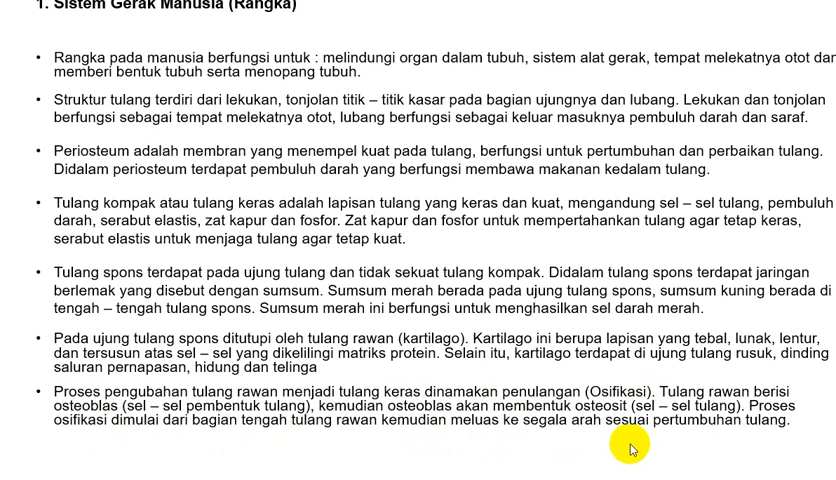 1. Sistem Gerak Manusia (Rangka)
• Rangka pada manusia berfungsi untuk : melindungi organ dalam tubuh, sistem alat gerak, tempat melekatnya otot dan
memberi bentuk tubuh serta menopang tubuh.
• Struktur tulang terdiri dari lekukan, tonjolan titik – titik kasar pada bagian ujungnya dan lubang. Lekukan dan tonjolan
berfungsi sebagai tempat melekatnya otot, lubang berfungsi sebagai keluar masuknya pembuluh darah dan saraf.
• Periosteum adalah membran yang menempel kuat pada tulang, berfungsi untuk pertumbuhan dan perbaikan tulang.
Didalam periosteum terdapat pembuluh darah yang berfungsi membawa makanan kedalam tulang.
• Tulang kompak atau tulang keras adalah lapisan tulang yang keras dan kuat, mengandung sel – sel tulang, pembuluh
darah, serabut elastis, zat kapur dan fosfor. Zat kapur dan fosfor untuk mempertahankan tulang agar tetap keras,
serabut elastis untuk menjaga tulang agar tetap kuat.
• Tulang spons terdapat pada ujung tulang dan tidak sekuat tulang kompak. Didalam tulang spons terdapat jaringan
berlemak yang disebut dengan sumsum. Sumsum merah berada pada ujung tulang spons, sumsum kuning berada di
tengah – tengah tulang spons. Sumsum merah ini berfungsi untuk menghasilkan sel darah merah.
• Pada ujung tulang spons ditutupi oleh tulang rawan (kartilago). Kartilago ini berupa lapisan yang tebal, lunak, lentur,
dan tersusun atas sel – sel yang dikelilingi matriks protein. Selain itu, kartilago terdapat di ujung tulang rusuk, dinding
saluran pernapasan, hidung dan telinga
• Proses pengubahan tulang rawan menjadi tulang keras dinamakan penulangan (Osifikasi). Tulang rawan berisi
osteoblas (sel – sel pembentuk tulang), kemudian osteoblas akan membentuk osteosit (sel – sel tulang). Proses
osifikasi dimulai dari bagian tengah tulang rawan kemudian meluas ke segala arah sesuai pertumbuhan tulang.